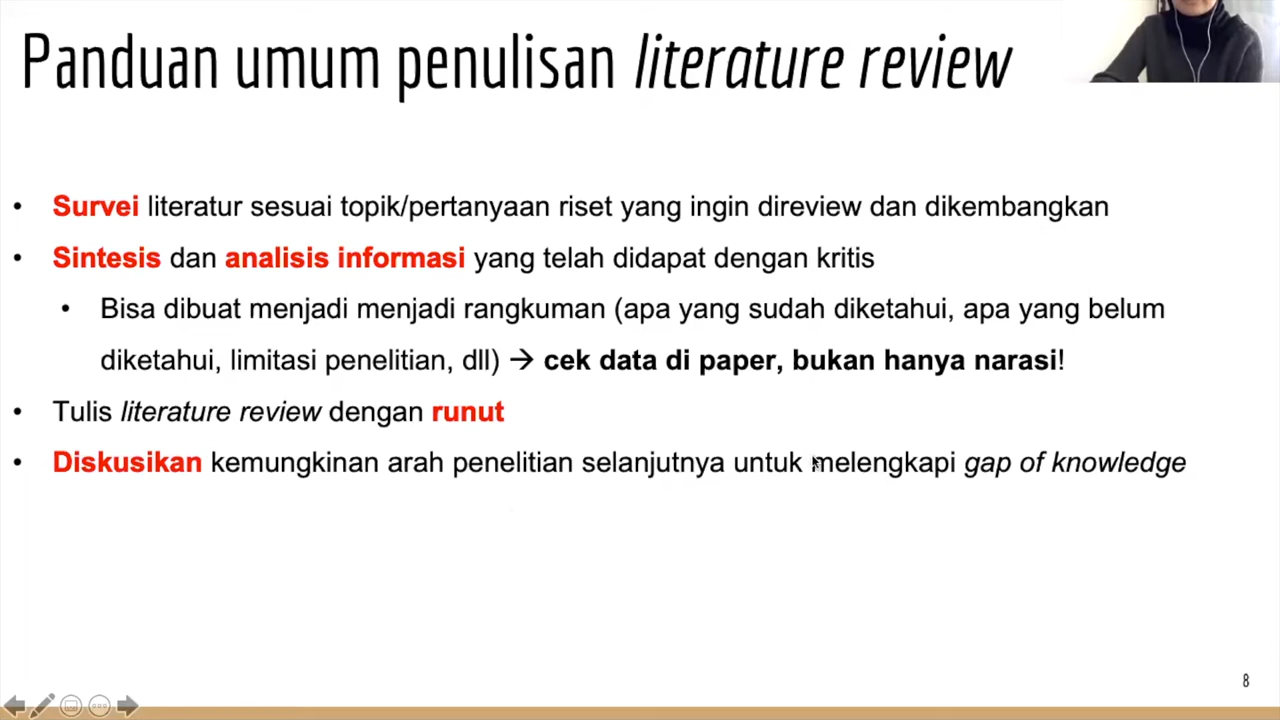 Panduan umum penulisan literature review
• Survei literatur sesuai topik/pertanyaan riset yang ingin direview dan dikembangkan
• Sintesis dan analisis informasi yang telah didapat dengan kritis
• Bisa dibuat menjadi menjadi rangkuman (apa yang sudah diketahui, apa yang belum
diketahui, limitasi penelitian, dll) → cek data di paper, bukan hanya narasi!
• Tulis literature review dengan runut
• Diskusikan kemungkinan arah penelitian selanjutnya untuk melengkapi gap of knowledge
8